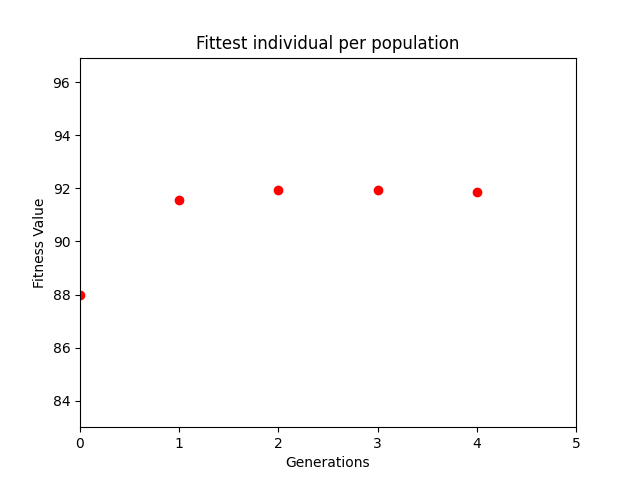 Fittest individual per population
96
94
92
90
88
86
84
Fitness Value
0 1 2 3 4 5
Generations